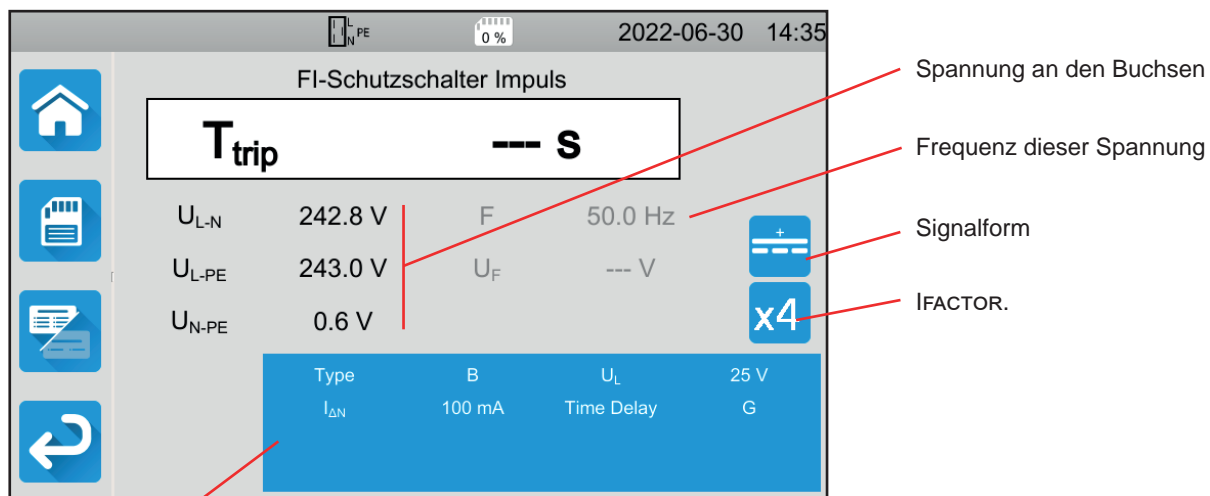 L
N PE
0 %
2022-06-30 14:35
FI-Schutzschalter Impuls
Ttrip --- s
UL-N 242.8 V F 50.0 Hz
UL-PE 243.0 V UF --- V
UN-PE 0.6 V
+
x4
Type B UL 25 V
IΔN 100 mA Time Delay G
Spannung an den Buchsen
Frequenz dieser Spannung
Signalform
IFACTOR.